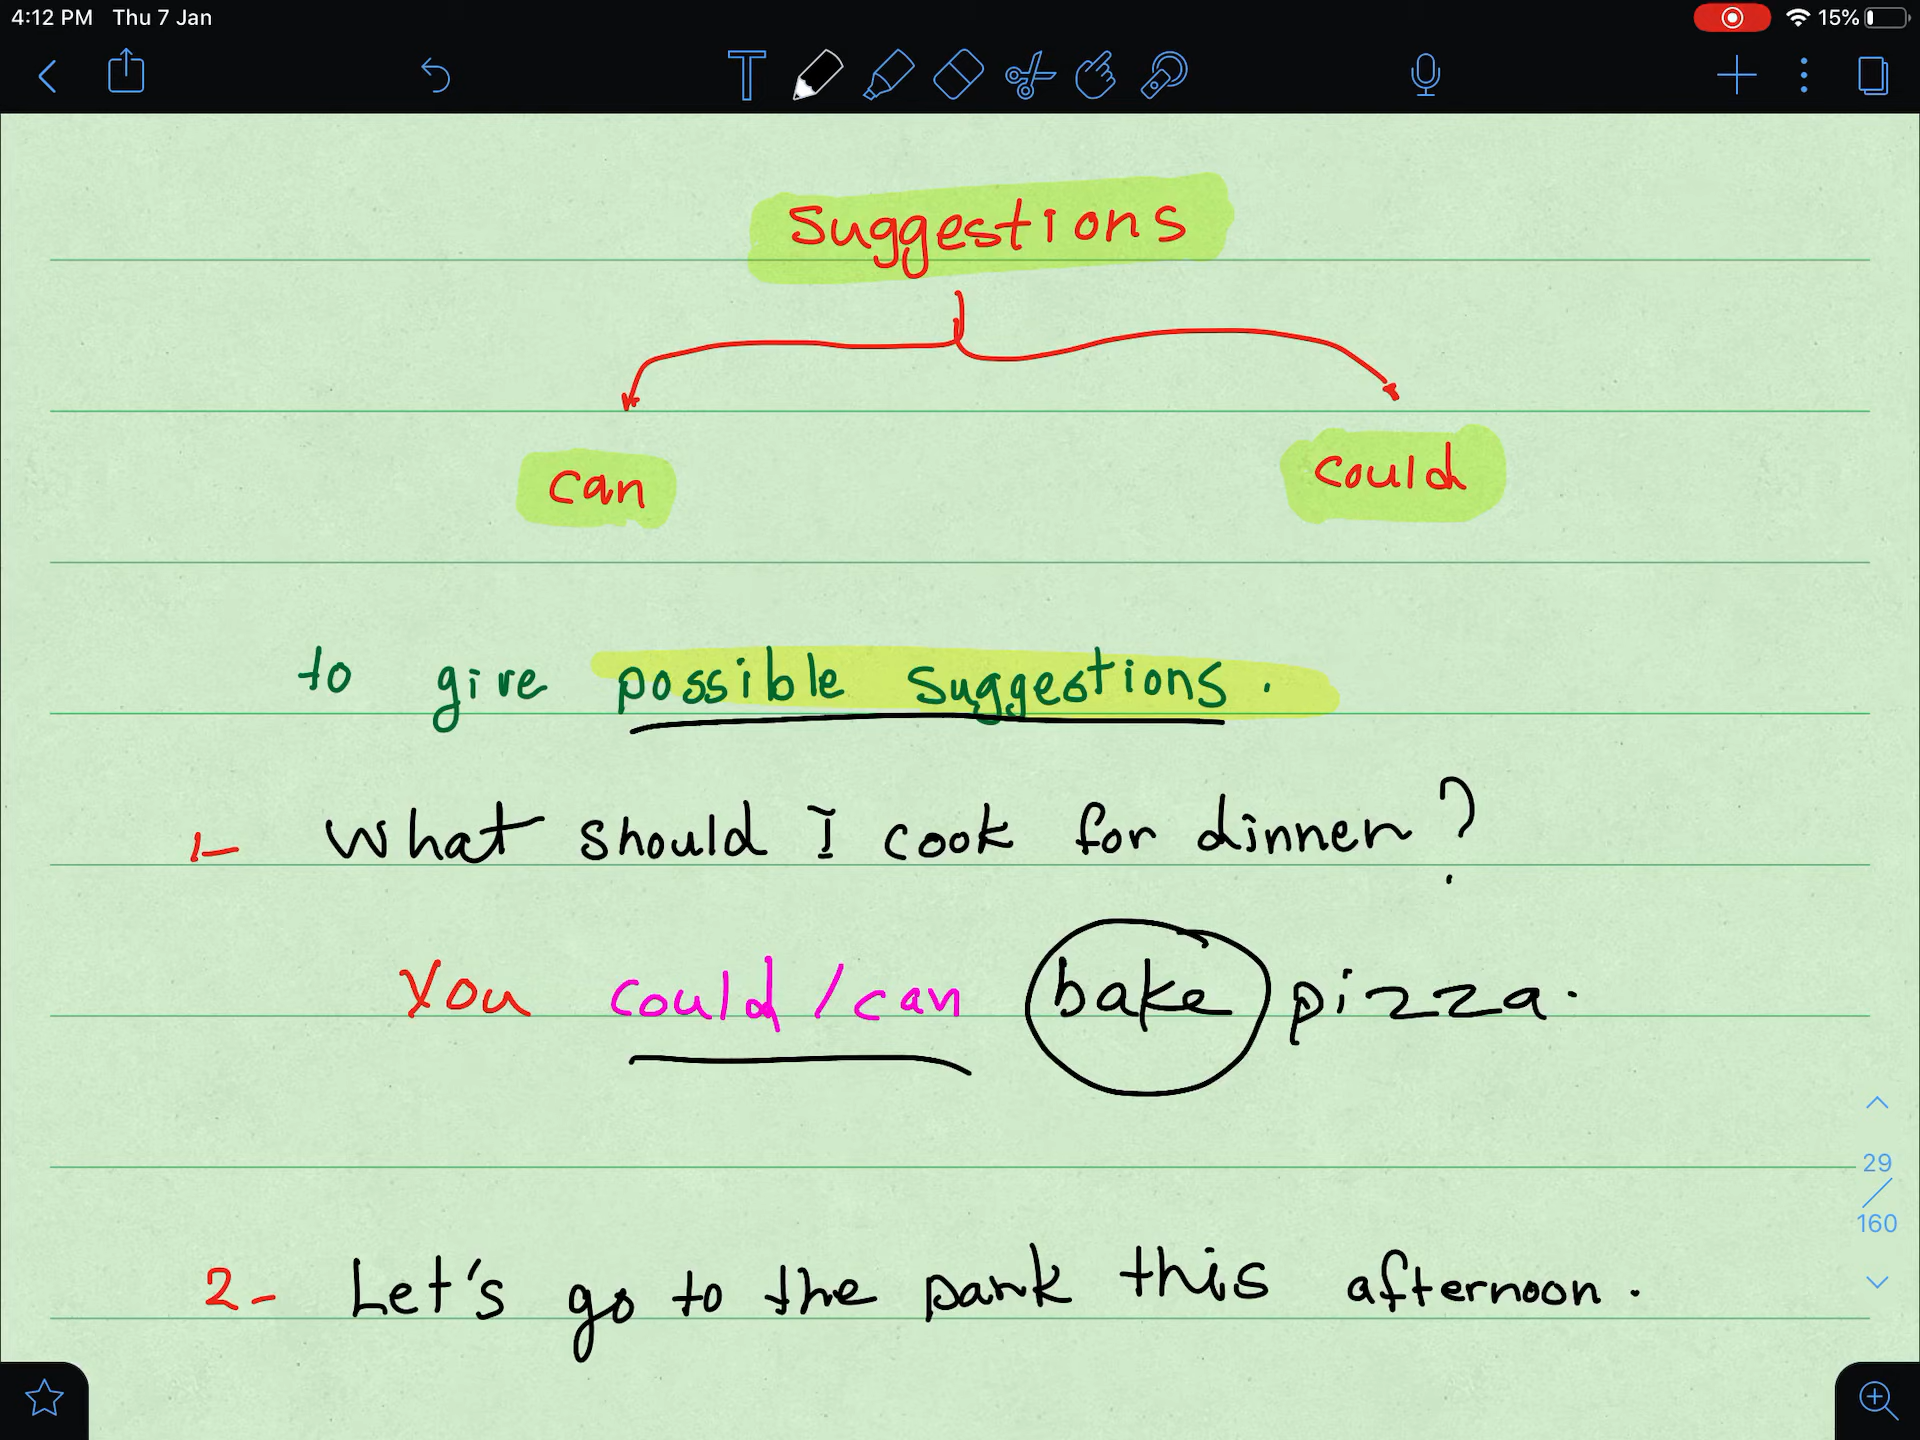 4:12 PM Thu 7 Jan 15%
Suggestions
can could
to give possible suggestions.
1- What should I cook for dinner?
You could / can bake pizza.
29
/
160
2- Let's go to the park this afternoon.